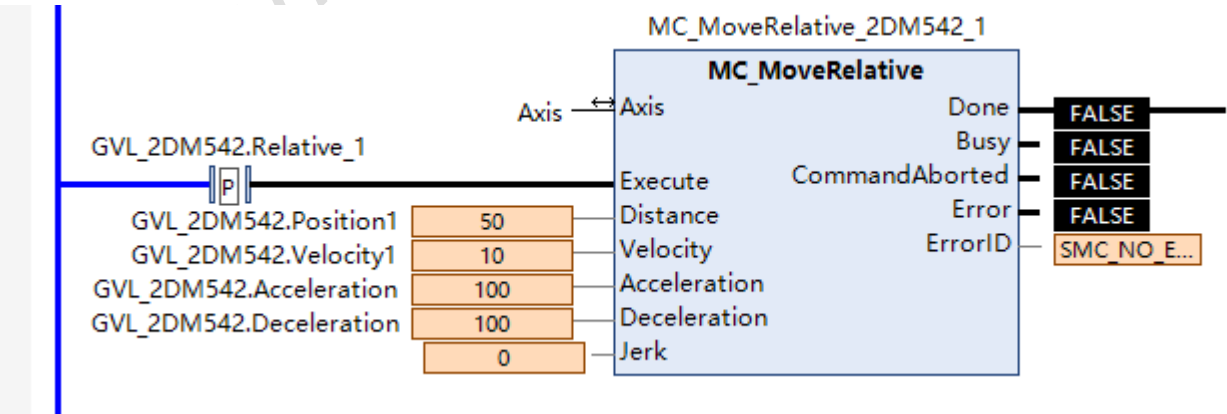 MC_MoveRelative_2DM542_1
MC_MoveRelative
Axis Axis Done FALSE
GVL_2DM542.Relative_1 Busy FALSE
P Execute CommandAborted FALSE
GVL_2DM542.Position1 50 Distance Error FALSE
GVL_2DM542.Velocity1 10 Velocity ErrorID SMC_NO_E...
GVL_2DM542.Acceleration 100 Acceleration
GVL_2DM542.Deceleration 100 Deceleration
0 Jerk